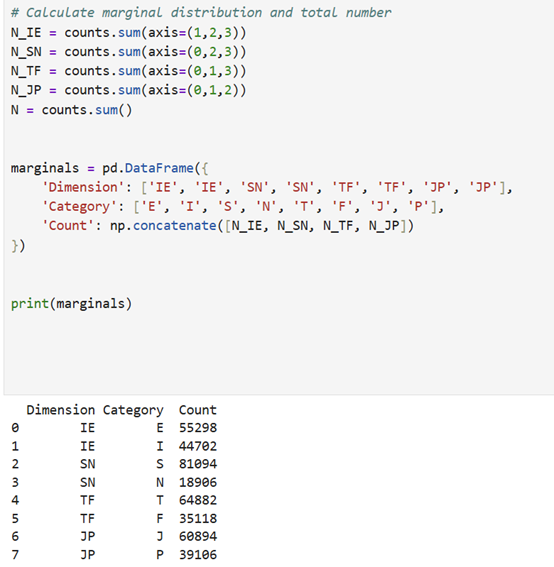 # Calculate marginal distribution and total number
N_IE = counts.sum(axis=(1,2,3))
N_SN = counts.sum(axis=(0,2,3))
N_TF = counts.sum(axis=(0,1,3))
N_JP = counts.sum(axis=(0,1,2))
N = counts.sum()
marginals = pd.DataFrame({
    'Dimension': ['IE', 'IE', 'SN', 'SN', 'TF', 'TF', 'JP', 'JP'],
    'Category': ['E', 'I', 'S', 'N', 'T', 'F', 'J', 'P'],
    'Count': np.concatenate([N_IE, N_SN, N_TF, N_JP])
})
print(marginals)
  Dimension Category  Count
0        IE        E  55298
1        IE        I  44702
2        SN        S  81094
3        SN        N  18906
4        TF        T  64882
5        TF        F  35118
6        JP        J  60894
7        JP        P  39106